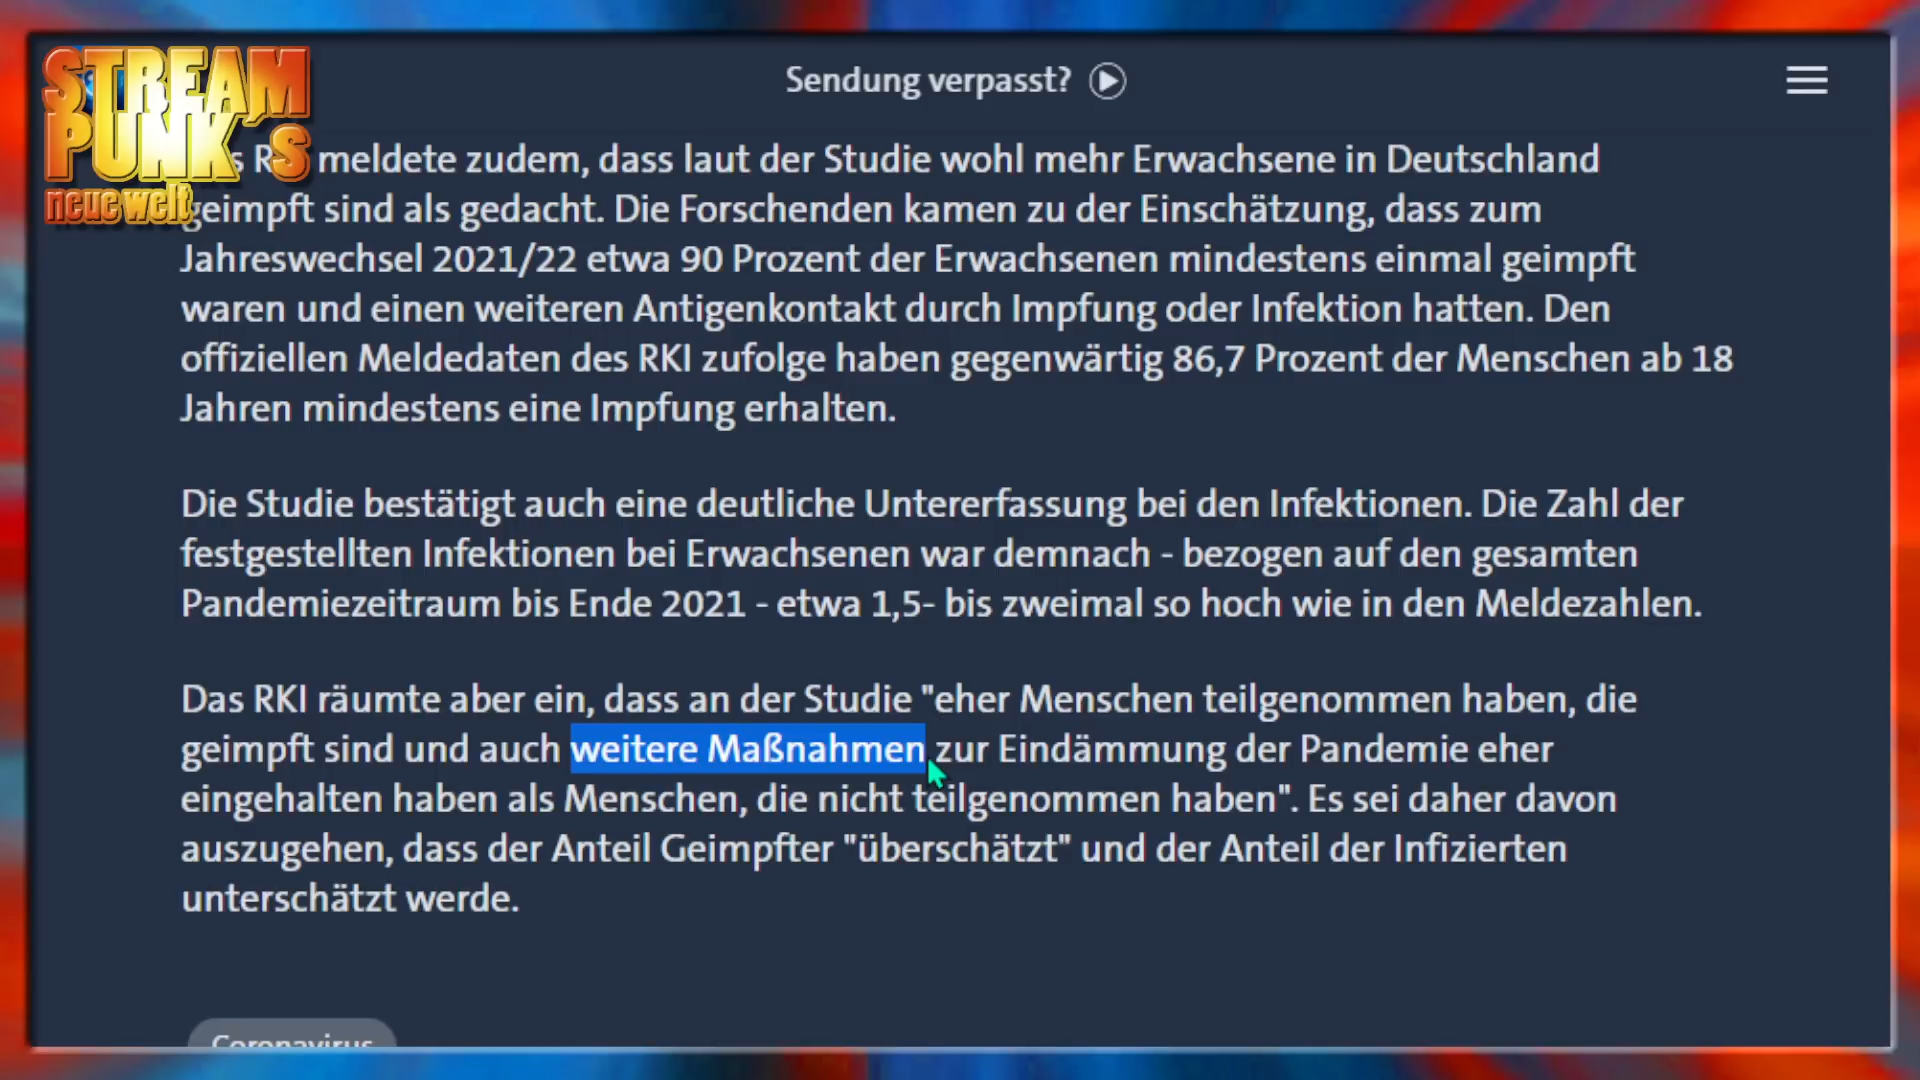 STREAM
PUNK´S
neue welt
Sendung verpasst?
meldete zudem, dass laut der Studie wohl mehr Erwachsene in Deutschland
geimpft sind als gedacht. Die Forschenden kamen zu der Einschätzung, dass zum
Jahreswechsel 2021/22 etwa 90 Prozent der Erwachsenen mindestens einmal geimpft
waren und einen weiteren Antigenkontakt durch Impfung oder Infektion hatten. Den
offiziellen Meldedaten des RKI zufolge haben gegenwärtig 86,7 Prozent der Menschen ab 18
Jahren mindestens eine Impfung erhalten.
Die Studie bestätigt auch eine deutliche Untererfassung bei den Infektionen. Die Zahl der
festgestellten Infektionen bei Erwachsenen war demnach - bezogen auf den gesamten
Pandemiezeitraum bis Ende 2021 - etwa 1,5- bis zweimal so hoch wie in den Meldezahlen.
Das RKI räumte aber ein, dass an der Studie "eher Menschen teilgenommen haben, die
geimpft sind und auch weitere Maßnahmen zur Eindämmung der Pandemie eher
eingehalten haben als Menschen, die nicht teilgenommen haben". Es sei daher davon
auszugehen, dass der Anteil Geimpfter "überschätzt" und der Anteil der Infizierten
unterschätzt werde.
Coronavirus